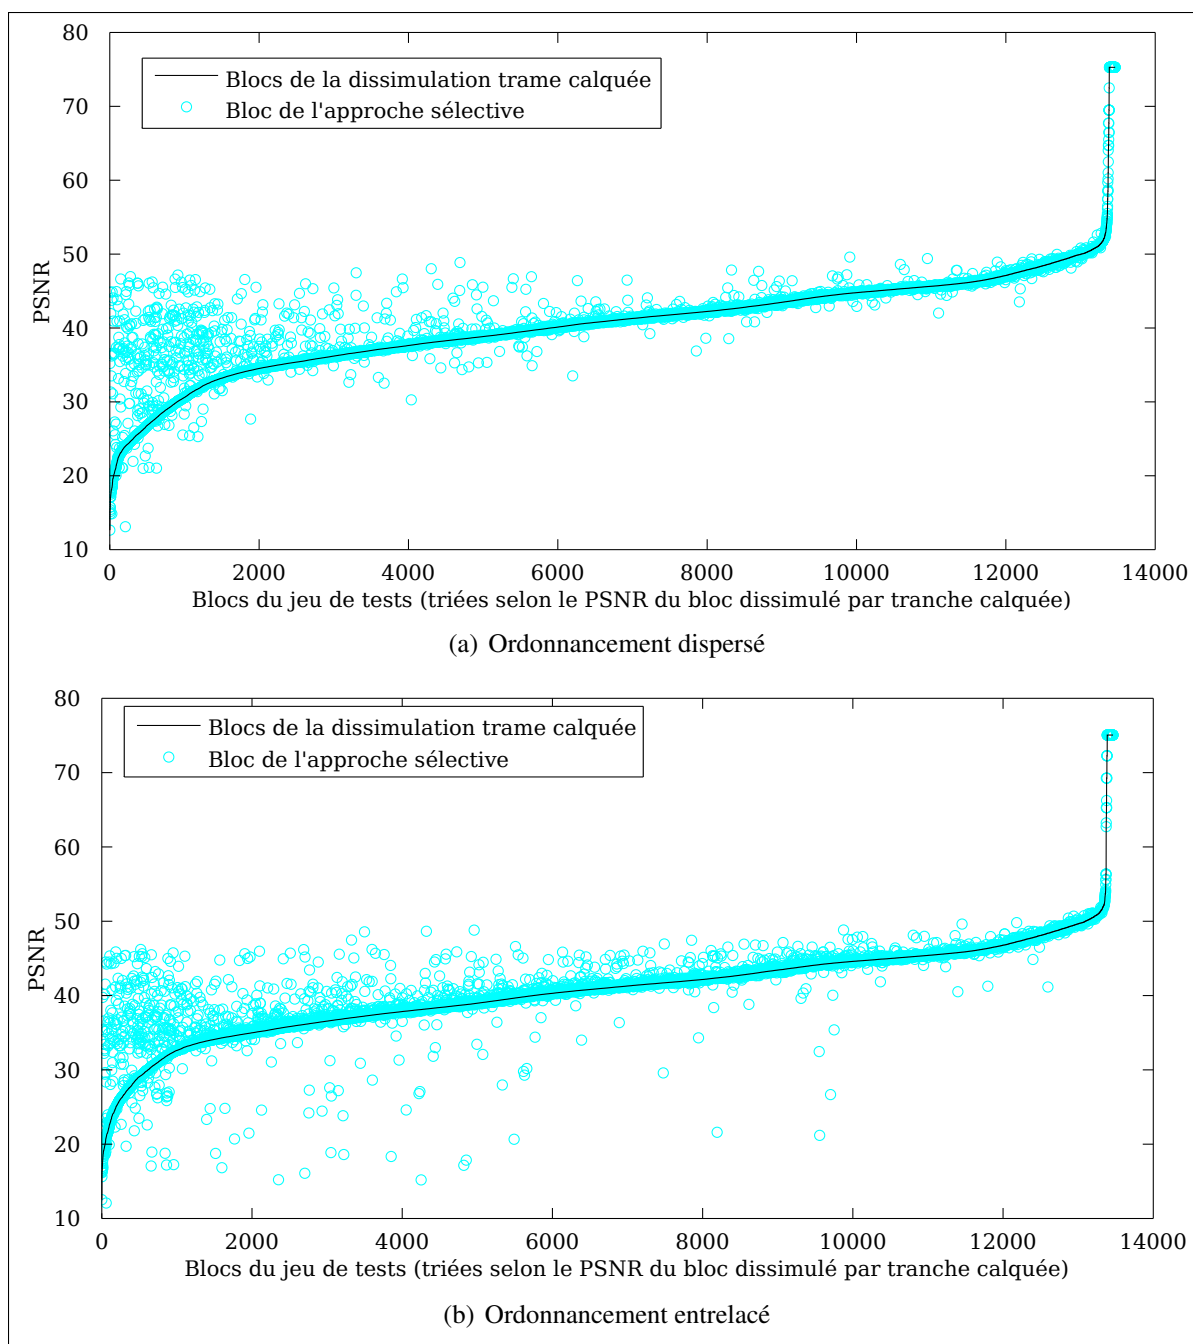 80
70
60
50
40
30
20
10
PSNR
Blocs de la dissimulation trame calquée
Bloc de l'approche sélective
0 2000 4000 6000 8000 10000 12000 14000
Blocs du jeu de tests (triées selon le PSNR du bloc dissimulé par tranche calquée)
(a) Ordonnancement dispersé
80
70
60
50
40
30
20
10
PSNR
Blocs de la dissimulation trame calquée
Bloc de l'approche sélective
0 2000 4000 6000 8000 10000 12000 14000
Blocs du jeu de tests (triées selon le PSNR du bloc dissimulé par tranche calquée)
(b) Ordonnancement entrelacé